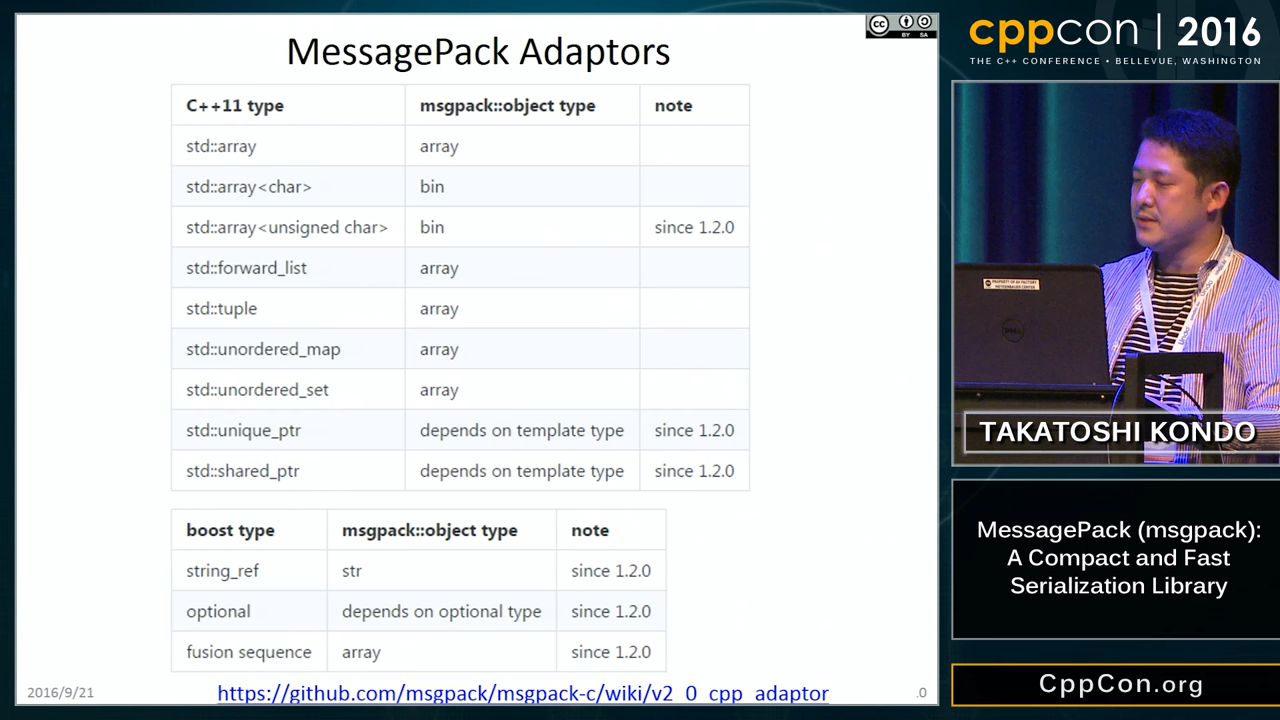 MessagePack Adaptors
BY SA
C++11 type msgpack::object type note
std::array array
std::array<char> bin
std::array<unsigned char> bin since 1.2.0
std::forward_list array
std::tuple array
std::unordered_map array
std::unordered_set array
std::unique_ptr depends on template type since 1.2.0
std::shared_ptr depends on template type since 1.2.0
boost type msgpack::object type note
string_ref str since 1.2.0
optional depends on optional type since 1.2.0
fusion sequence array since 1.2.0
2016/9/21
https://github.com/msgpack/msgpack-c/wiki/v2_0_cpp_adaptor
.0
cppcon | 2016
THE C++ CONFERENCE • BELLEVUE, WASHINGTON
DELL
TAKATOSHI KONDO
MessagePack (msgpack):
A Compact and Fast
Serialization Library
CppCon.org